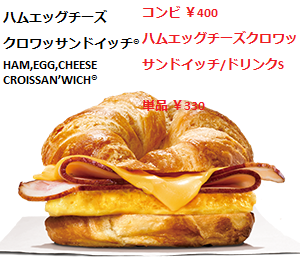 ハムエッグチーズ
クロワッサンドイッチ®
HAM,EGG,CHEESE
CROISSAN'WICH®
コンビ ￥400
ハムエッグチーズクロワッ
サンドイッチ/ドリンクS
単品 ￥330